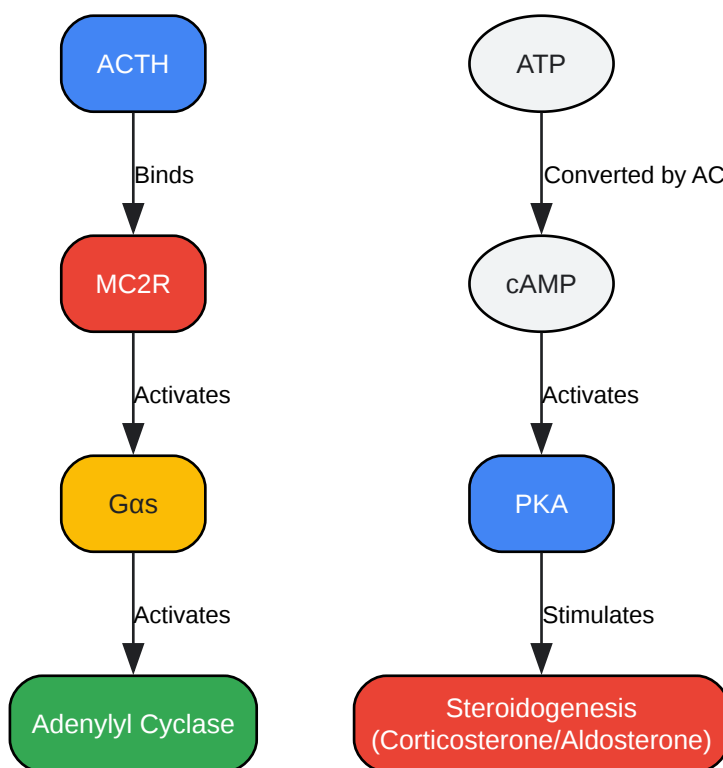 ACTH
Binds
MC2R
Activates
Gαs
Activates
Adenylyl Cyclase
ATP
Converted by AC
cAMP
Activates
PKA
Stimulates
Steroidogenesis
(Corticosterone/Aldosterone)